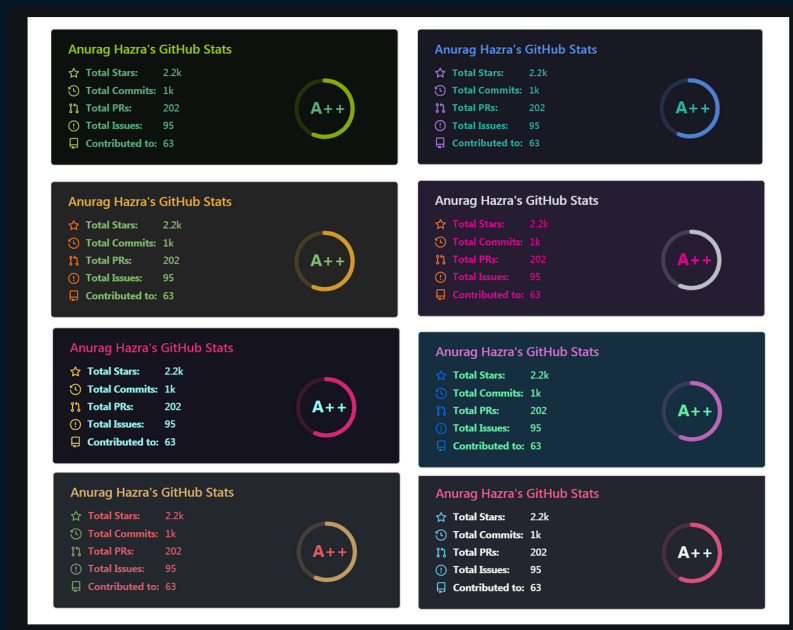 Anurag Hazra's GitHub Stats
Total Stars: 2.2k
Total Commits: 1k
Total PRs: 202
Total Issues: 95
Contributed to: 63
A++
Anurag Hazra's GitHub Stats
Total Stars: 2.2k
Total Commits: 1k
Total PRs: 202
Total Issues: 95
Contributed to: 63
A++
Anurag Hazra's GitHub Stats
Total Stars: 2.2k
Total Commits: 1k
Total PRs: 202
Total Issues: 95
Contributed to: 63
A++
Anurag Hazra's GitHub Stats
Total Stars: 2.2k
Total Commits: 1k
Total PRs: 202
Total Issues: 95
Contributed to: 63
A++
Anurag Hazra's GitHub Stats
Total Stars: 2.2k
Total Commits: 1k
Total PRs: 202
Total Issues: 95
Contributed to: 63
A++
Anurag Hazra's GitHub Stats
Total Stars: 2.2k
Total Commits: 1k
Total PRs: 202
Total Issues: 95
Contributed to: 63
A++
Anurag Hazra's GitHub Stats
Total Stars: 2.2k
Total Commits: 1k
Total PRs: 202
Total Issues: 95
Contributed to: 63
A++
Anurag Hazra's GitHub Stats
Total Stars: 2.2k
Total Commits: 1k
Total PRs: 202
Total Issues: 95
Contributed to: 63
A++